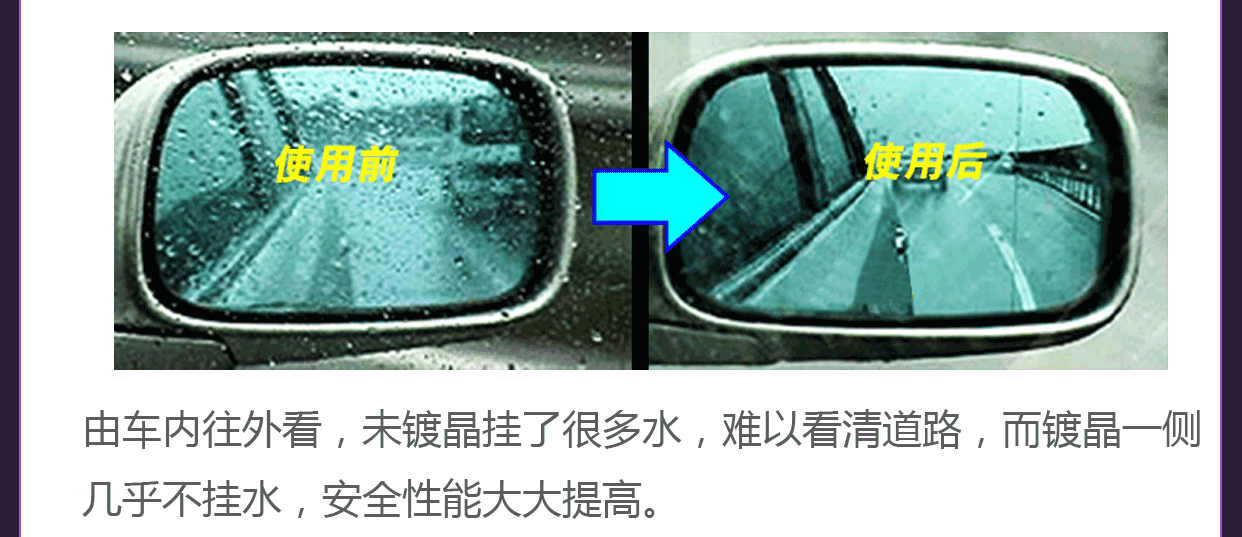 使用前
使用后
由车内往外看，未镀晶挂了很多水，难以看清道路，而镀晶一侧
几乎不挂水，安全性能大大提高。